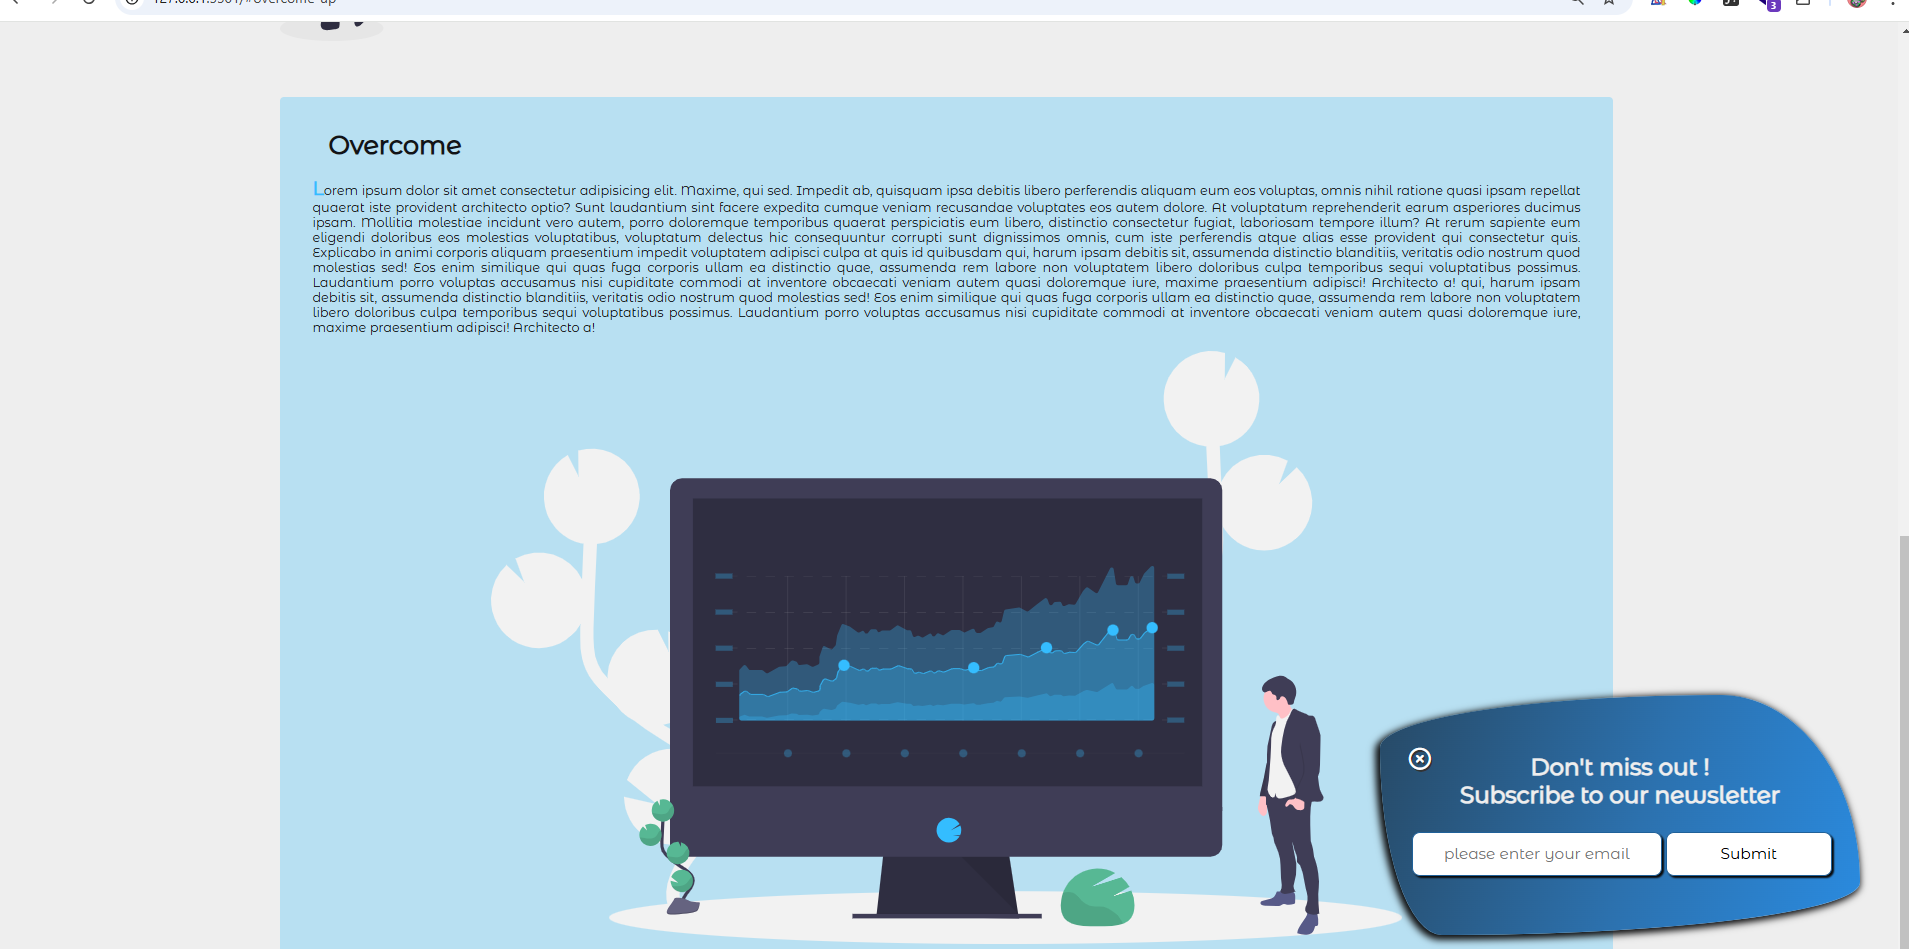 Overcome
Lorem ipsum dolor sit amet consectetur adipisicing elit. Maxime, qui sed. Impedit ab, quisquam ipsa debitis libero perferendis aliquam eum eos voluptas, omnis nihil ratione quasi ipsam repellat
quaerat iste provident architecto optio? Sunt laudantium sint facere expedita cumque veniam recusandae voluptates eos autem dolore. At voluptatum reprehenderit earum asperiores ducimus
ipsam. Mollitia molestiae incidunt vero autem, porro doloremque temporibus quaerat perspiciatis eum libero, distinctio consectetur fugiat, laboriosam tempore illum? At rerum sapiente eum
eligendi doloribus eos molestias voluptatibus, voluptatum delectus hic consequuntur corrupti sunt dignissimos omnis, cum iste perferendis atque alias esse provident qui consectetur quis.
Explicabo in animi corporis aliquam praesentium impedit voluptatem adipisci culpa at quis id quibusdam qui, harum ipsam debitis sit, assumenda distinctio blanditiis, veritatis odio nostrum quod
molestias sed! Eos enim similique qui quas fuga corporis ullam ea distinctio quae, assumenda rem labore non voluptatem libero doloribus culpa temporibus sequi voluptatibus possimus.
Laudantium porro voluptas accusamus nisi cupiditate commodi at inventore obcaecati veniam autem quasi doloremque iure, maxime praesentium adipisci! Architecto a! qui, harum ipsam
debitis sit, assumenda distinctio blanditiis, veritatis odio nostrum quod molestias sed! Eos enim similique qui quas fuga corporis ullam ea distinctio quae, assumenda rem labore non voluptatem
libero doloribus culpa temporibus sequi voluptatibus possimus. Laudantium porro voluptas accusamus nisi cupiditate commodi at inventore obcaecati veniam autem quasi doloremque iure,
maxime praesentium adipisci! Architecto a!
3
Don't miss out !
Subscribe to our newsletter
please enter your email
Submit